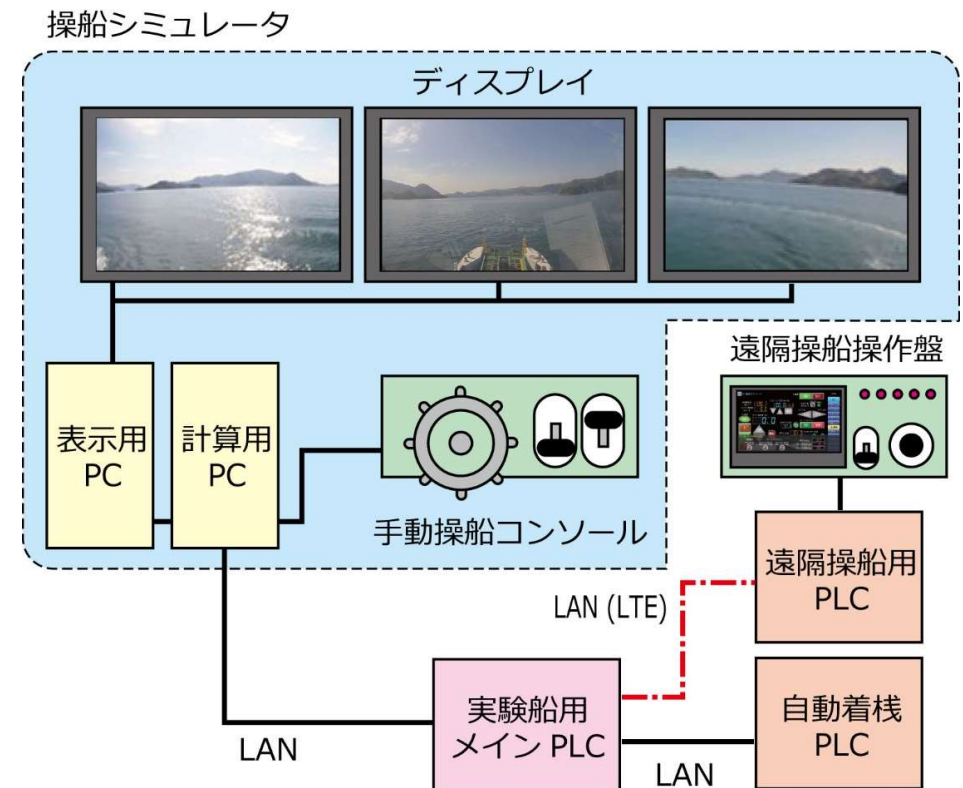 操船シミュレータ
ディスプレイ
表示用
PC
計算用
PC
手動操船コンソール
遠隔操船操作盤
遠隔操船用
PLC
LAN (LTE)
実験船用
メイン PLC
自動着桟
PLC
LAN
LAN